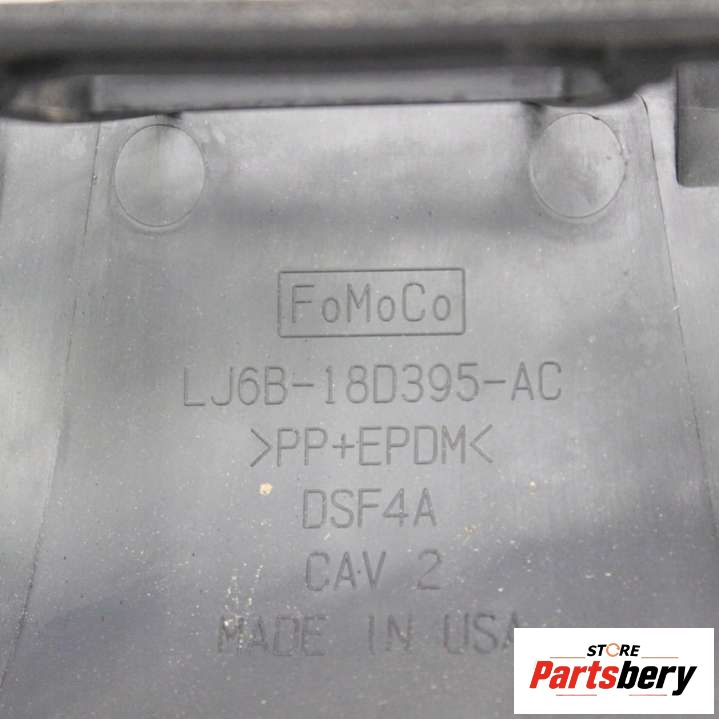 FoMoCo
LJ6B-18D395-AC
>PP+EPDM<
DSF4A
CAV 2
MADE IN USA
STORE
Partsbery